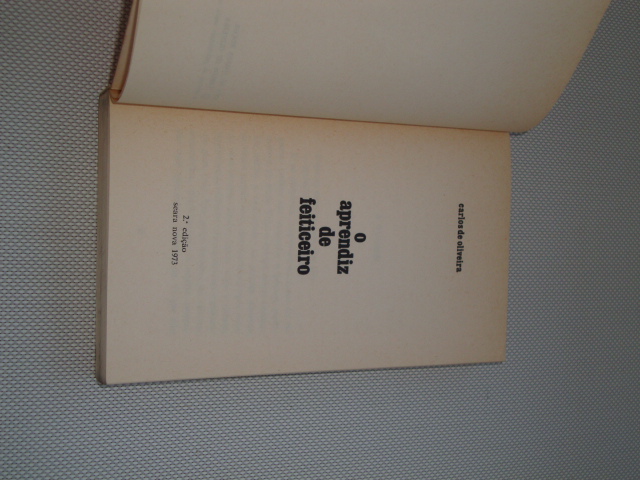 carlos de oliveira
o
aprendiz
de
feiticeiro
2.ª edição
seara nova 1973